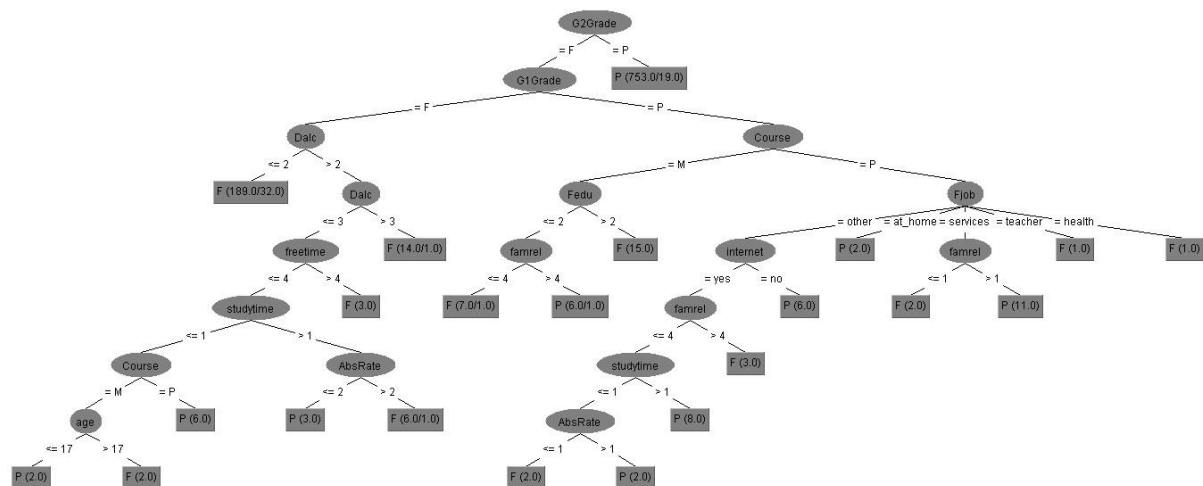 G2Grade
= F = P
G1Grade P (753.0/19.0)
= F = P
Dalc Course
<= 2 > 2 = M = P
F (189.0/32.0) Dalc Fedu Fjob
<= 3 > 3 <= 2 > 2 = other = at_home = services = teacher = health
freetime F (14.0/1.0) famrel F (15.0) internet P (2.0) famrel F (1.0) F (1.0)
<= 4 > 4 <= 4 > 4 = yes = no <= 1 > 1
studytime F (3.0) F (7.0/1.0) P (6.0/1.0) famrel P (6.0) F (2.0) P (11.0)
<= 1 > 1 <= 4 > 4
Course AbsRate studytime F (3.0)
= M = P <= 2 > 2 <= 1 > 1
age P (6.0) P (3.0) F (6.0/1.0) AbsRate P (8.0)
<= 17 > 17 <= 1 > 1
P (2.0) F (2.0) F (2.0) P (2.0)